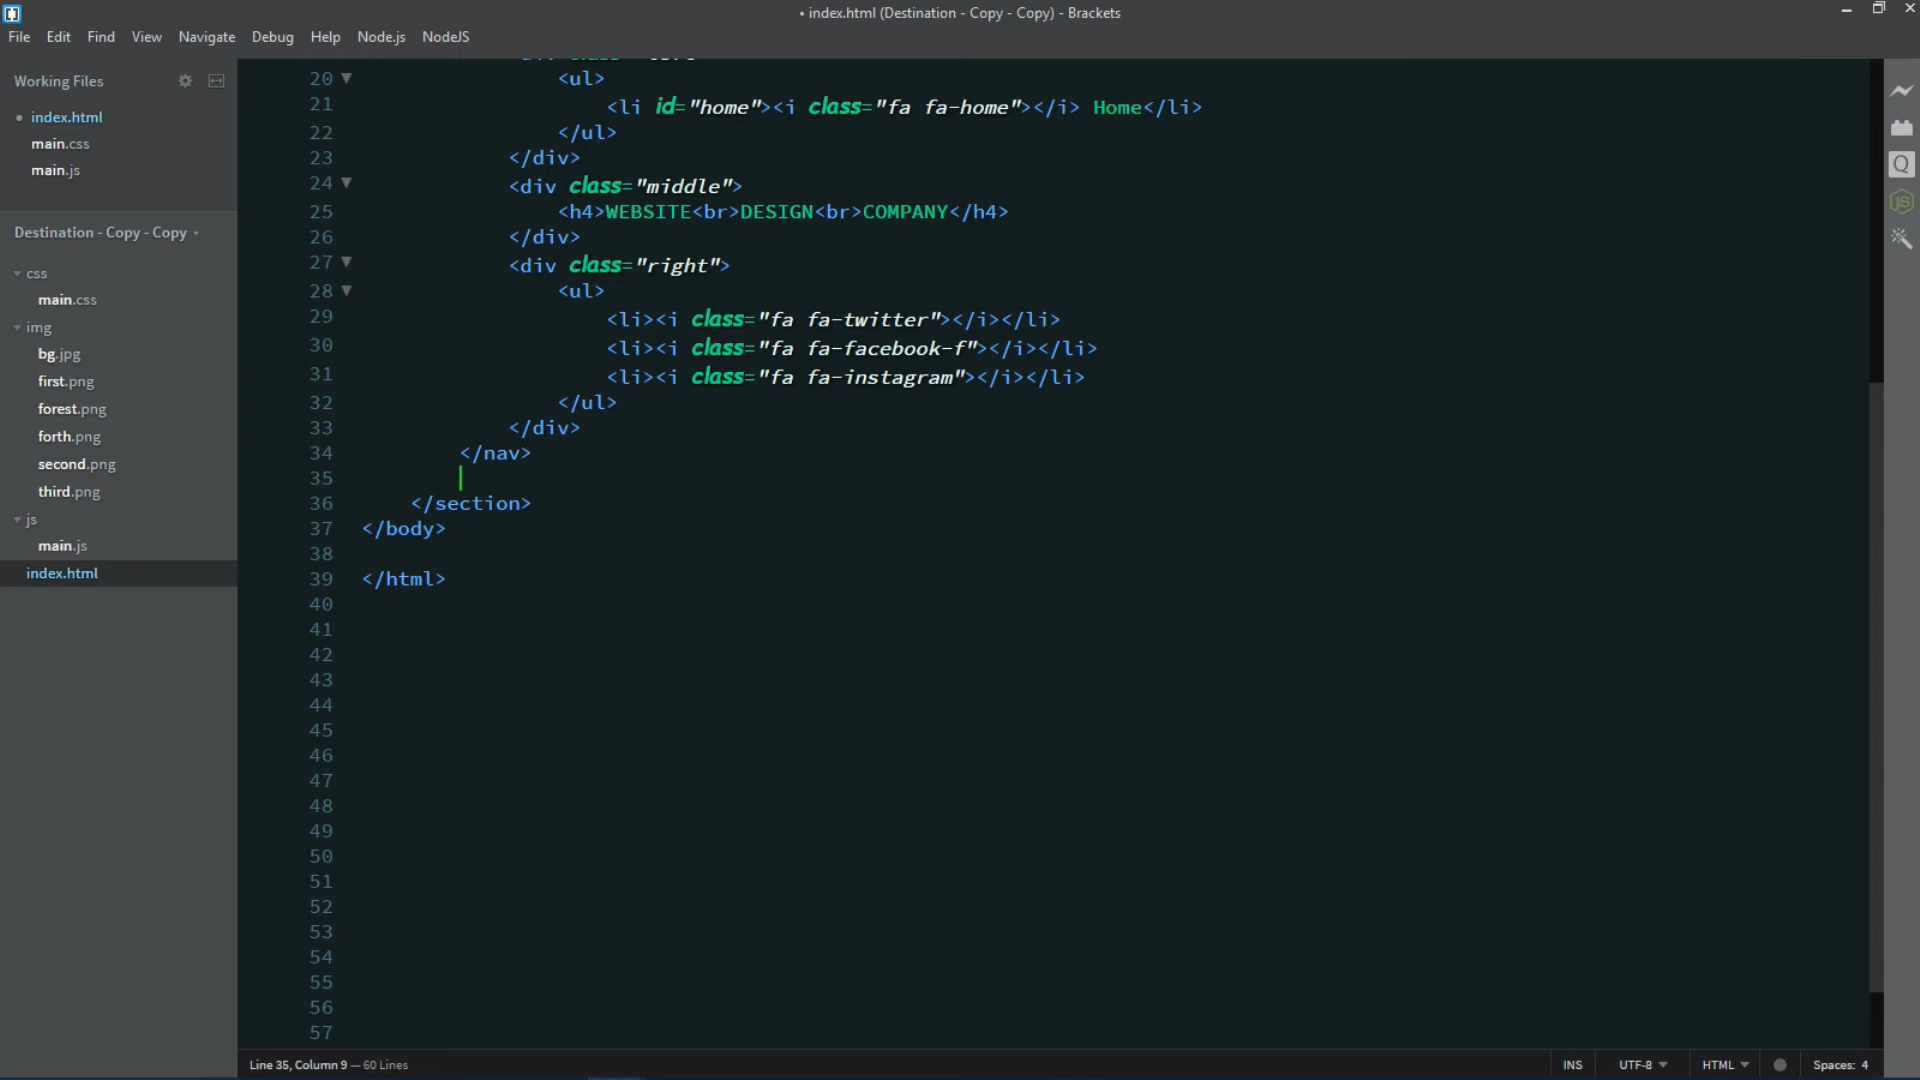 • index.html (Destination - Copy - Copy) - Brackets
File Edit Find View Navigate Debug Help Node.js NodeJS
Working Files
• index.html
main.css
main.js
Destination - Copy - Copy
css
main.css
img
bg.jpg
first.png
forest.png
forth.png
second.png
third.png
js
main.js
index.html
20 <ul>
21 <li id="home"><i class="fa fa-home"></i> Home</li>
22 </ul>
23 </div>
24 <div class="middle">
25 <h4>WEBSITE<br>DESIGN<br>COMPANY</h4>
26 </div>
27 <div class="right">
28 <ul>
29 <li><i class="fa fa-twitter"></i></li>
30 <li><i class="fa fa-facebook-f"></i></li>
31 <li><i class="fa fa-instagram"></i></li>
32 </ul>
33 </div>
34 </nav>
35
36 </section>
37 </body>
38
39 </html>
40
41
42
43
44
45
46
47
48
49
50
51
52
53
54
55
56
57
Q
JS
Line 35, Column 9 — 60 Lines
INS UTF-8 HTML Spaces: 4